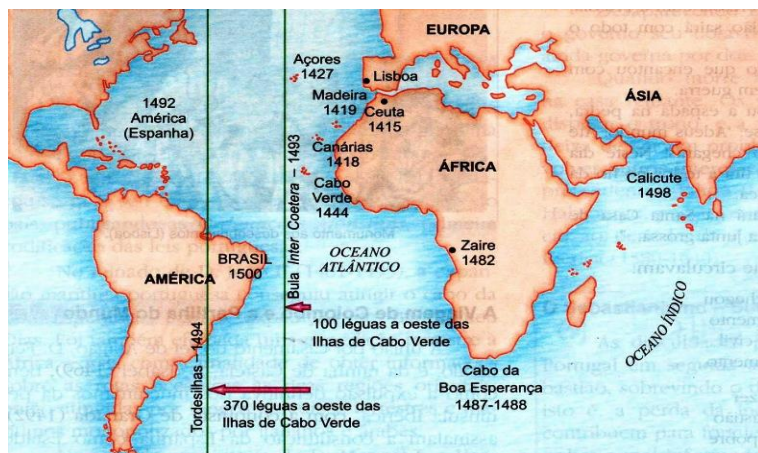 EUROPA
Açores
1427
Lisboa
Madeira
1419
Ceuta
1415
ÁSIA
1492
América
(Espanha)
Canárias
1418
ÁFRICA
Calicute
1498
Cabo
Verde
1444
Bula Inter Coetera – 1493
OCEANO
ATLÂNTICO
Zaire
1482
BRASIL
1500
AMÉRICA
OCEANO ÍNDICO
100 léguas a oeste das
Ilhas de Cabo Verde
Tordesilhas – 1494
Cabo da
Boa Esperança
1487-1488
370 léguas a oeste das
Ilhas de Cabo Verde